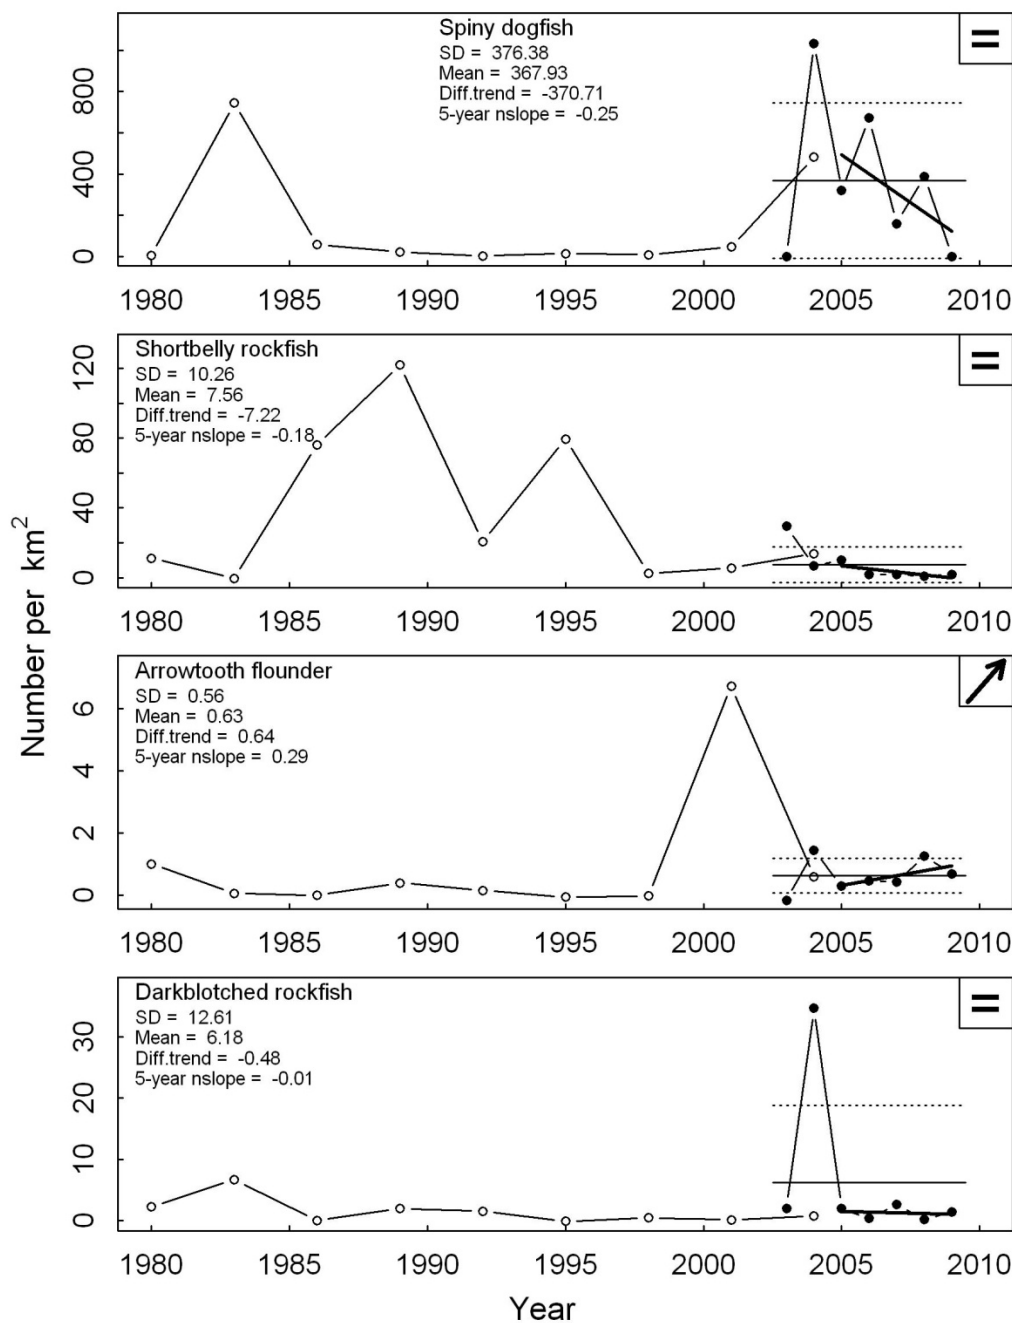 Spiny dogfish
SD = 376.38
Mean = 367.93
Diff.trend = -370.71
5-year nslope = -0.25
=
800
400
0
1980 1985 1990 1995 2000 2005 2010
Shortbelly rockfish
SD = 10.26
Mean = 7.56
Diff.trend = -7.22
5-year nslope = -0.18
=
120
80
40
0
1980 1985 1990 1995 2000 2005 2010
Number per km²
Arrowtooth flounder
SD = 0.56
Mean = 0.63
Diff.trend = 0.64
5-year nslope = 0.29
6
4
2
0
1980 1985 1990 1995 2000 2005 2010
Darkblotched rockfish
SD = 12.61
Mean = 6.18
Diff.trend = -0.48
5-year nslope = -0.01
=
30
20
10
0
1980 1985 1990 1995 2000 2005 2010
Year